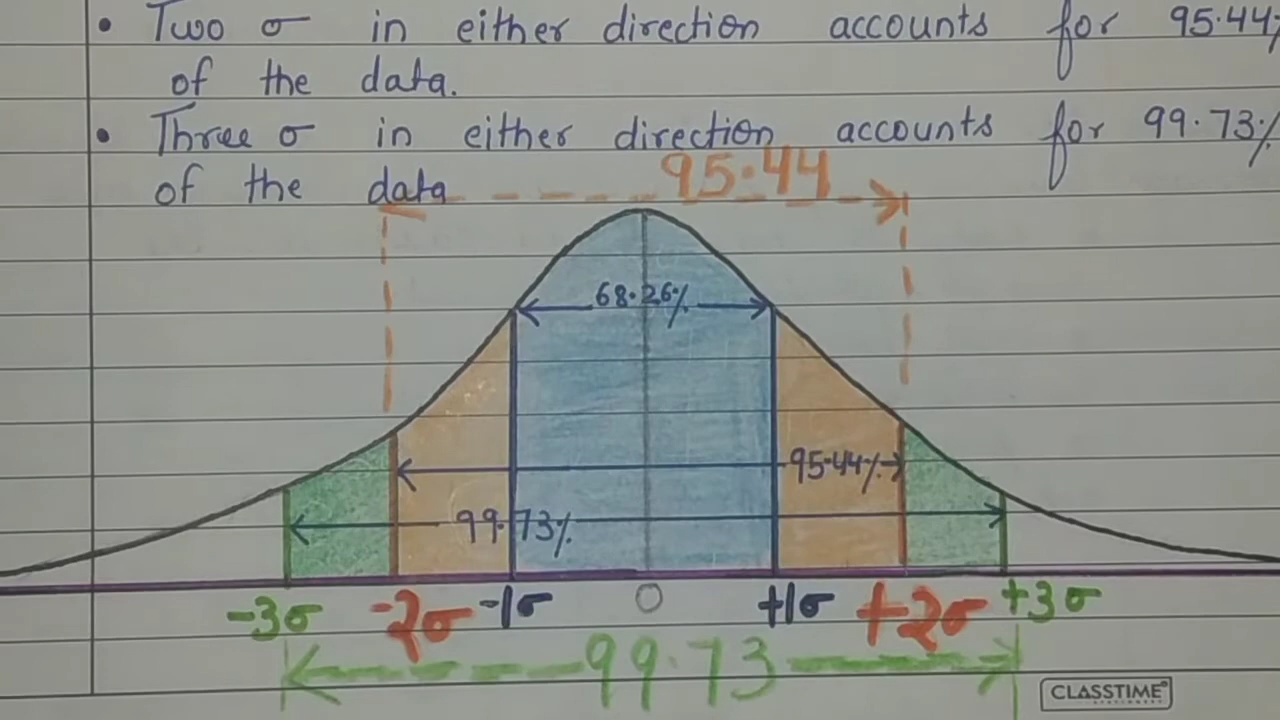 • Two σ in either direction accounts for 95.44%
of the data.
• Three σ in either direction accounts for 99.73%
of the data
95.44
68.26%
95.44%
99.73%
-3σ -2σ -1σ 0 +1σ +2σ +3σ
99.73
CLASSTIME